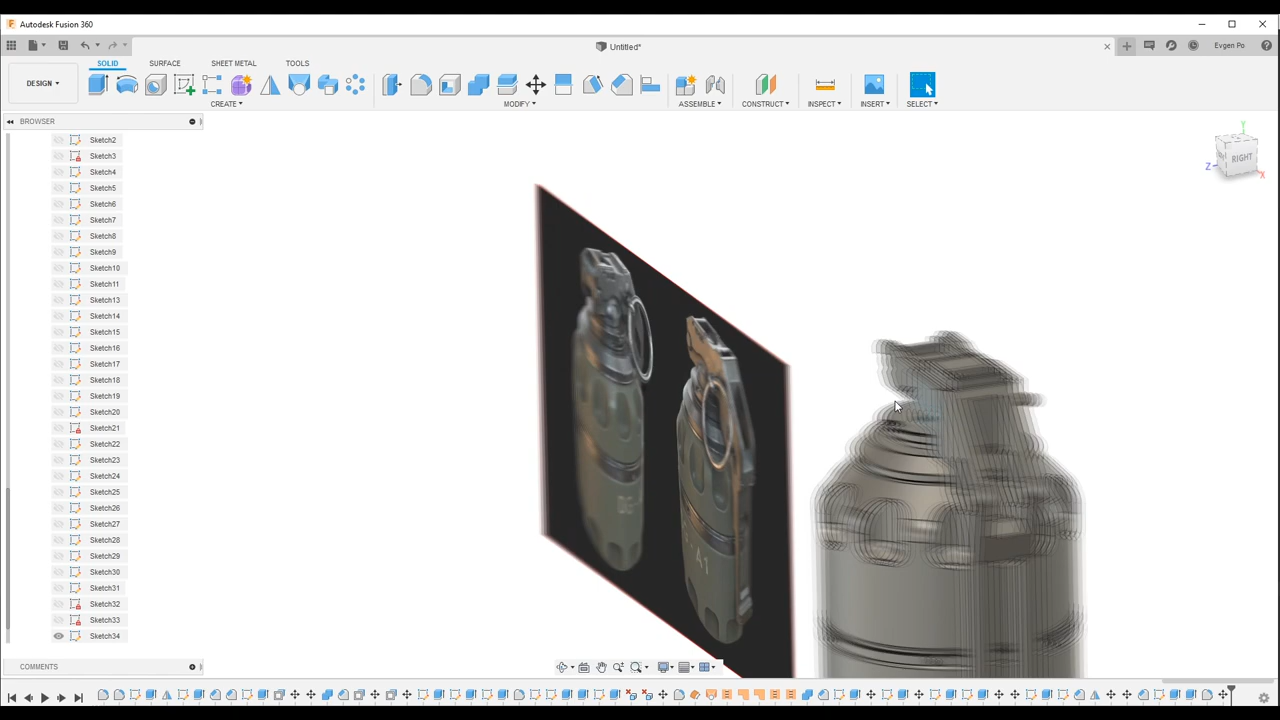 Autodesk Fusion 360
Untitled*
Evgen Po
SOLID SURFACE SHEET METAL TOOLS
DESIGN
CREATE MODIFY ASSEMBLE CONSTRUCT INSPECT INSERT SELECT
BROWSER
Sketch2
Sketch3
Sketch4
Sketch5
Sketch6
Sketch7
Sketch8
Sketch9
Sketch10
Sketch11
Sketch13
Sketch14
Sketch15
Sketch16
Sketch17
Sketch18
Sketch19
Sketch20
Sketch21
Sketch22
Sketch23
Sketch24
Sketch25
Sketch26
Sketch27
Sketch28
Sketch29
Sketch30
Sketch31
Sketch32
Sketch33
Sketch34
Y
RIGHT
Z
X
A1
COMMENTS